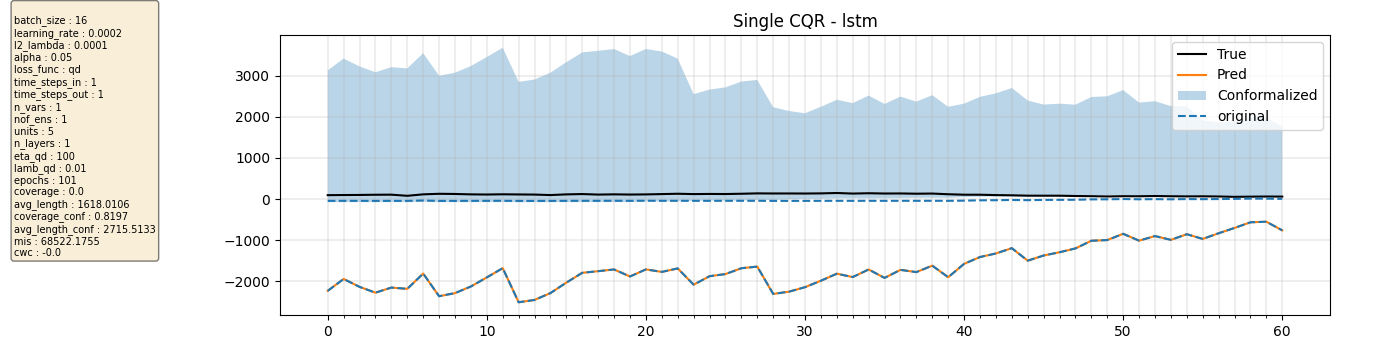 batch_size : 16
learning_rate : 0.0002
l2_lambda : 0.0001
alpha : 0.05
loss_func : qd
time_steps_in : 1
time_steps_out : 1
n_vars : 1
nof_ens : 1
units : 5
n_layers : 1
eta_qd : 100
lamb_qd : 0.01
epochs : 101
coverage : 0.0
avg_length : 1618.0106
coverage_conf : 0.8197
avg_length_conf : 2715.5133
mis : 68522.1755
cwc : -0.0
Single CQR - lstm
3000
2000
1000
0
−1000
−2000
0 10 20 30 40 50 60
True
Pred
Conformalized
original